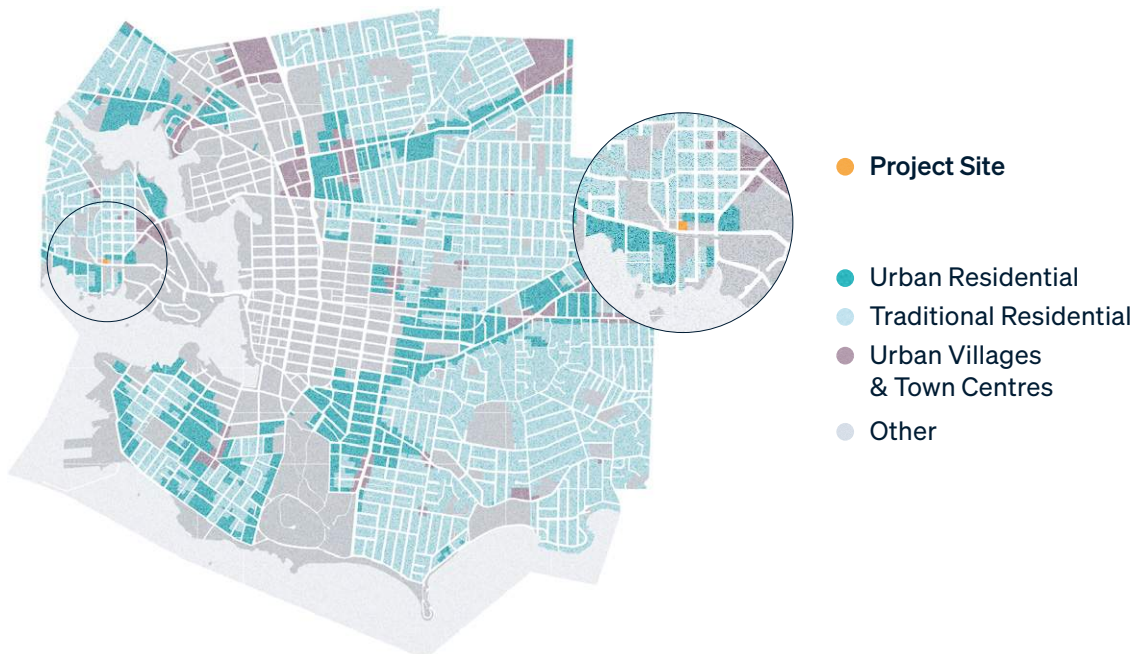 Project Site
Urban Residential
Traditional Residential
Urban Villages
& Town Centres
Other